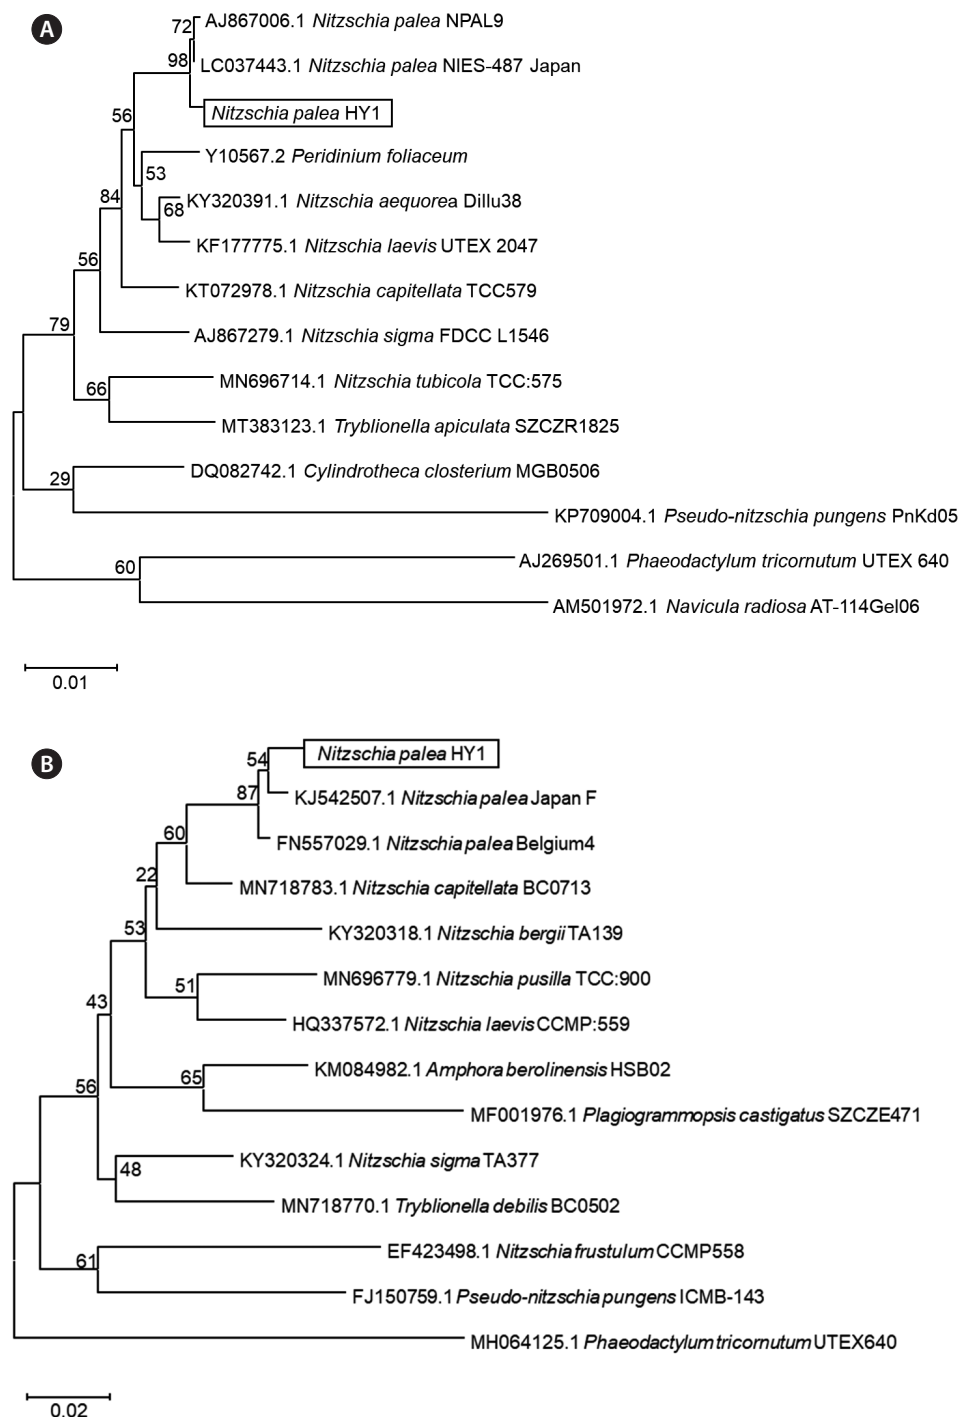 A
72
AJ867006.1 Nitzschia palea NPAL9
98
LC037443.1 Nitzschia palea NIES-487 Japan
Nitzschia palea HY1
56
Y10567.2 Peridinium foliaceum
53
84
KY320391.1 Nitzschia aequorea Dillu38
68
KF177775.1 Nitzschia laevis UTEX 2047
56
KT072978.1 Nitzschia capitellata TCC579
79
AJ867279.1 Nitzschia sigma FDCC L1546
66
MN696714.1 Nitzschia tubicola TCC:575
MT383123.1 Tryblionella apiculata SZCZR1825
29
DQ082742.1 Cylindrotheca closterium MGB0506
KP709004.1 Pseudo-nitzschia pungens PnKd05
60
AJ269501.1 Phaeodactylum tricornutum UTEX 640
AM501972.1 Navicula radiosa AT-114Gel06
0.01
B
54
Nitzschia palea HY1
87
KJ542507.1 Nitzschia palea Japan F
60
FN557029.1 Nitzschia palea Belgium4
22
MN718783.1 Nitzschia capitellata BC0713
53
KY320318.1 Nitzschia bergii TA139
51
MN696779.1 Nitzschia pusilla TCC:900
43
HQ337572.1 Nitzschia laevis CCMP:559
65
KM084982.1 Amphora berolinensis HSB02
56
MF001976.1 Plagiogrammopsis castigatus SZCZE471
48
KY320324.1 Nitzschia sigma TA377
MN718770.1 Tryblionella debilis BC0502
61
EF423498.1 Nitzschia frustulum CCMP558
FJ150759.1 Pseudo-nitzschia pungens ICMB-143
MH064125.1 Phaeodactylum tricornutum UTEX640
0.02